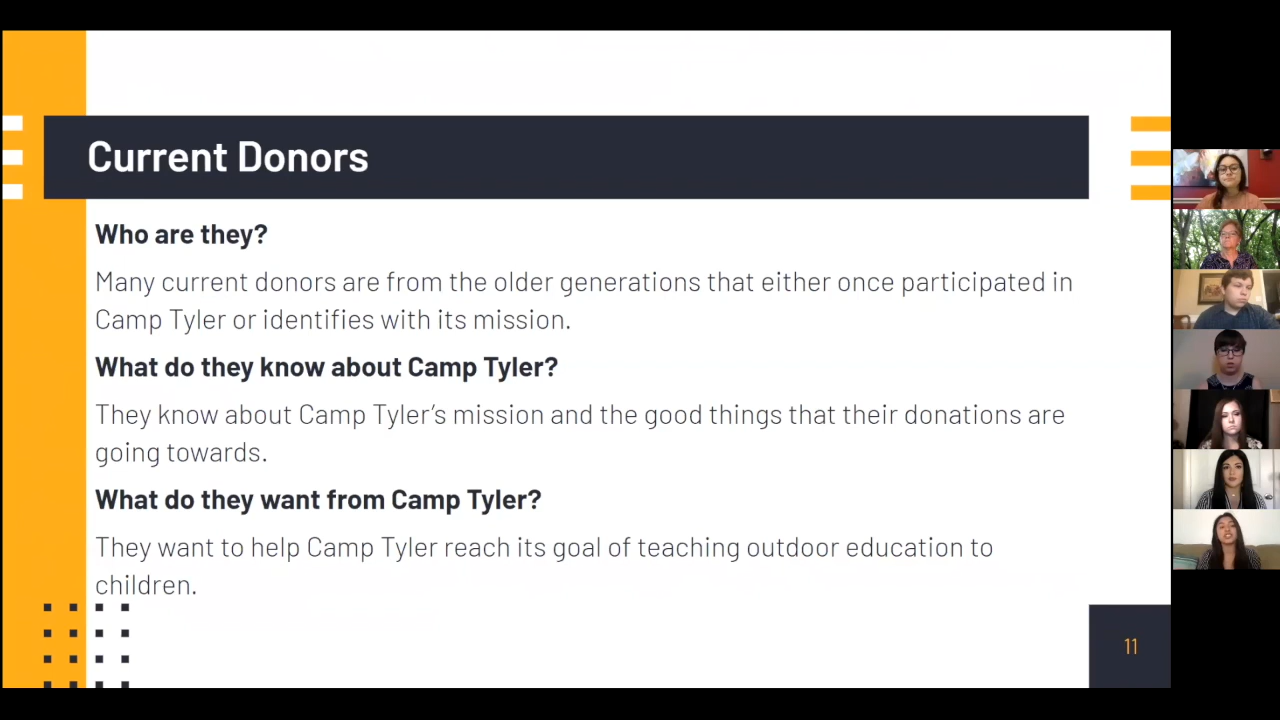 Current Donors
Who are they?
Many current donors are from the older generations that either once participated in
Camp Tyler or identifies with its mission.
What do they know about Camp Tyler?
They know about Camp Tyler’s mission and the good things that their donations are
going towards.
What do they want from Camp Tyler?
They want to help Camp Tyler reach its goal of teaching outdoor education to
children.
11